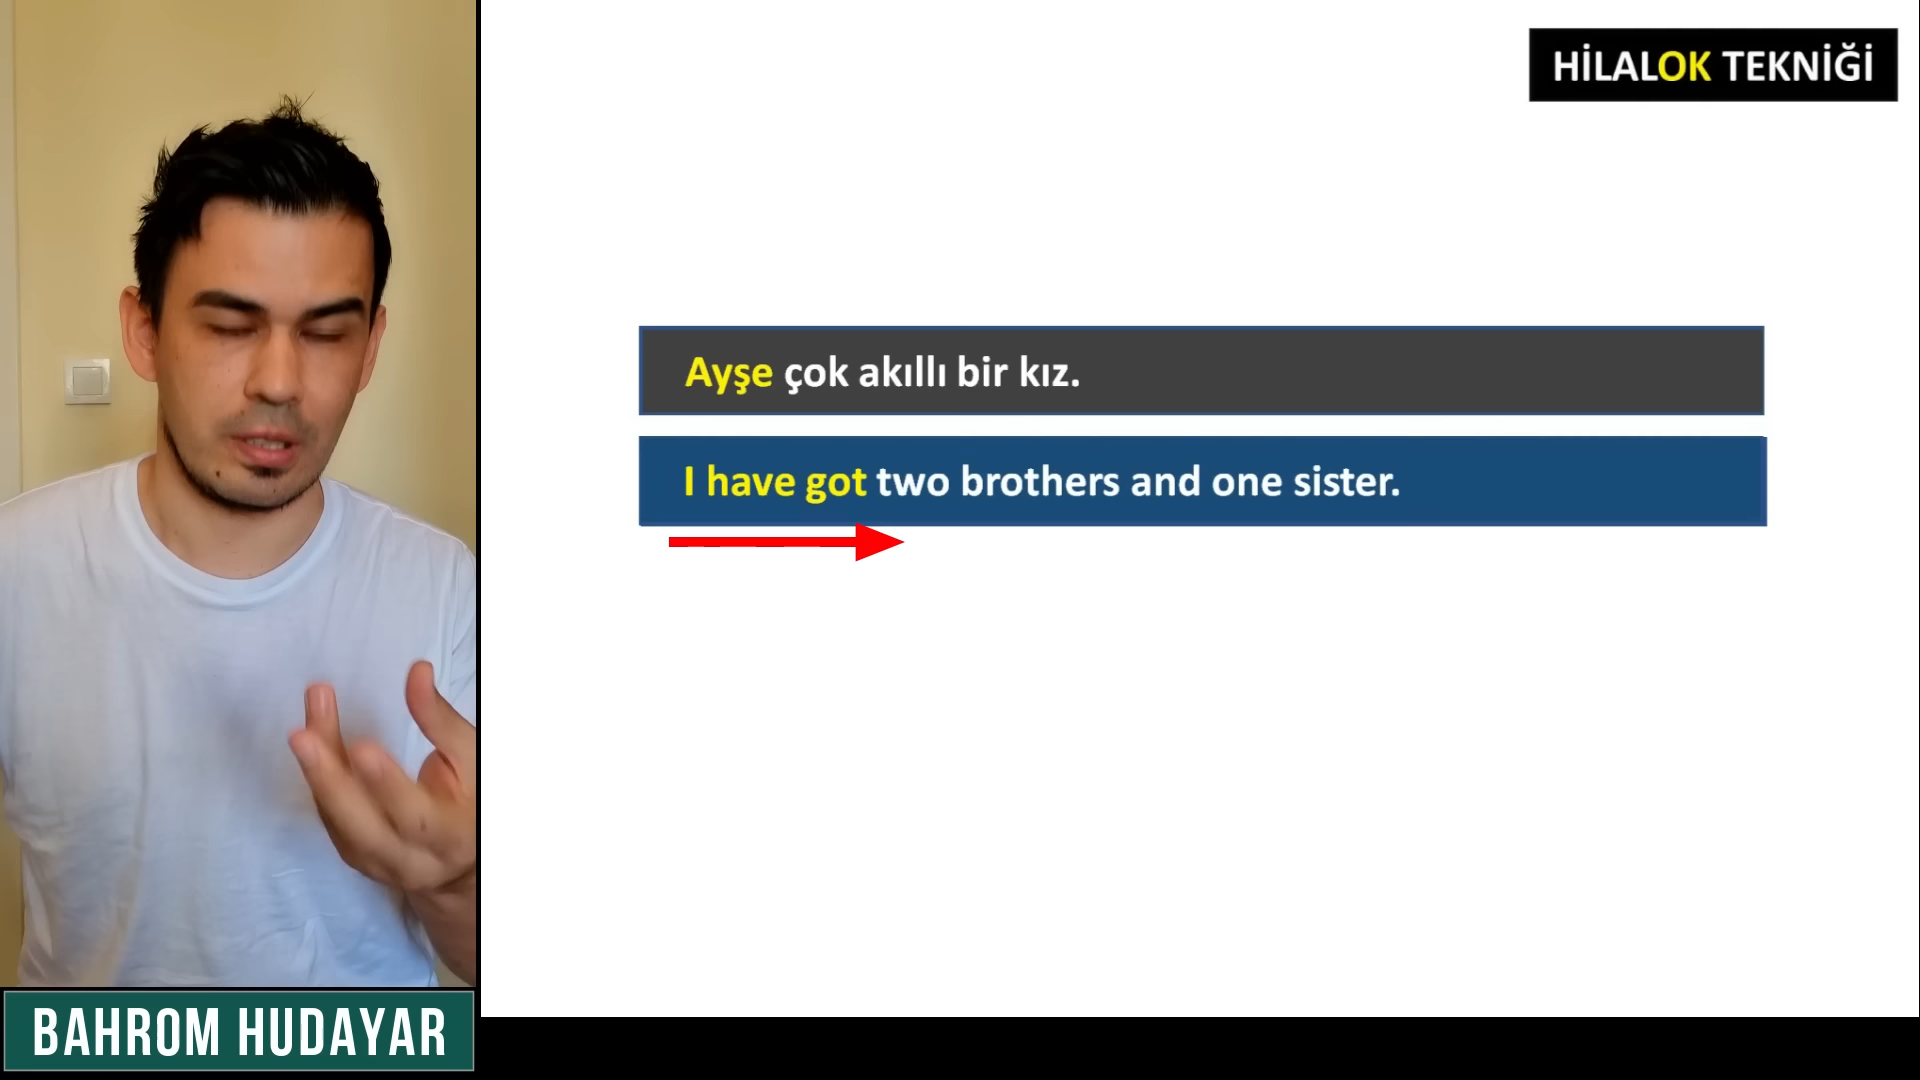 HİLALOK TEKNİĞİ
Ayşe çok akıllı bir kız.
I have got two brothers and one sister.
BAHROM HUDAYAR